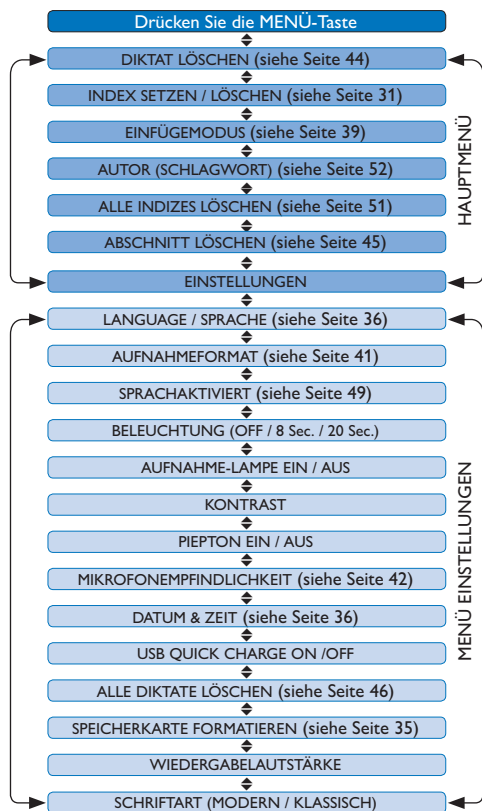 Drücken Sie die MENÜ-Taste
DIKTAT LÖSCHEN (siehe Seite 44)
INDEX SETZEN / LÖSCHEN (siehe Seite 31)
EINFÜGEMODUS (siehe Seite 39)
AUTOR (SCHLAGWORT) (siehe Seite 52)
ALLE INDIZES LÖSCHEN (siehe Seite 51)
ABSCHNITT LÖSCHEN (siehe Seite 45)
EINSTELLUNGEN
HAUPTMENÜ
LANGUAGE / SPRACHE (siehe Seite 36)
AUFNAHMEFORMAT (siehe Seite 41)
SPRACHAKTIVIERT (siehe Seite 49)
BELEUCHTUNG (OFF / 8 Sec. / 20 Sec.)
AUFNAHME-LAMPE EIN / AUS
KONTRAST
PIEPTON EIN / AUS
MIKROFONEMPFINDLICHKEIT (siehe Seite 42)
DATUM & ZEIT (siehe Seite 36)
USB QUICK CHARGE ON /OFF
ALLE DIKTATE LÖSCHEN (siehe Seite 46)
SPEICHERKARTE FORMATIEREN (siehe Seite 35)
WIEDERGABELAUTSTÄRKE
SCHRIFTART (MODERN / KLASSISCH)
MENÜ EINSTELLUNGEN